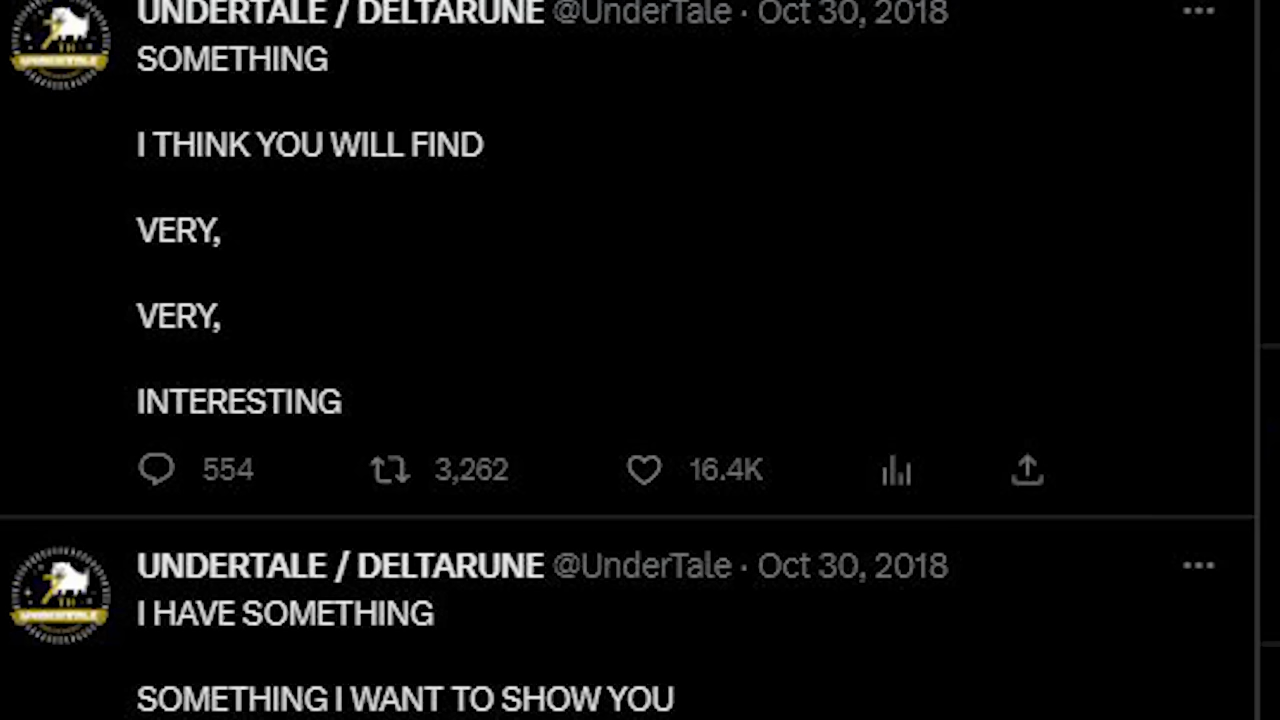 UNDERTALE / DELTARUNE @UnderTale · Oct 30, 2018
SOMETHING
I THINK YOU WILL FIND
VERY,
VERY,
INTERESTING
554 3,262 16.4K
UNDERTALE / DELTARUNE @UnderTale · Oct 30, 2018
I HAVE SOMETHING
SOMETHING I WANT TO SHOW YOU